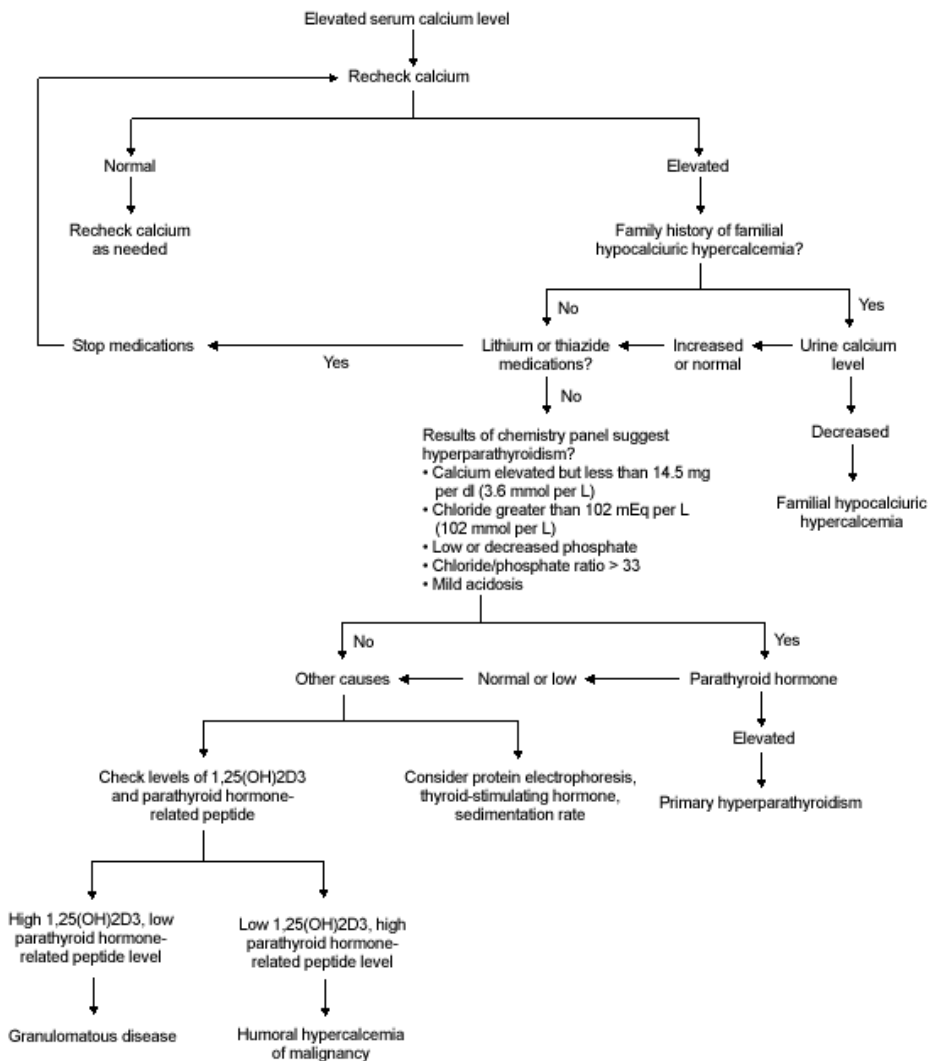 Elevated serum calcium level
Recheck calcium
Normal
Elevated
Recheck calcium
as needed
Family history of familial
hypocalciuric hypercalcemia?
No
Yes
Stop medications
Yes
Lithium or thiazide
medications?
Increased
or normal
Urine calcium
level
No
Decreased
Familial hypocalciuric
hypercalcemia
Results of chemistry panel suggest
hyperparathyroidism?
• Calcium elevated but less than 14.5 mg
per dl (3.6 mmol per L)
• Chloride greater than 102 mEq per L
(102 mmol per L)
• Low or decreased phosphate
• Chloride/phosphate ratio > 33
• Mild acidosis
No
Yes
Other causes
Normal or low
Parathyroid hormone
Elevated
Primary hyperparathyroidism
Check levels of 1,25(OH)2D3
and parathyroid hormone-
related peptide
Consider protein electrophoresis,
thyroid-stimulating hormone,
sedimentation rate
High 1,25(OH)2D3, low
parathyroid hormone-
related peptide level
Low 1,25(OH)2D3, high
parathyroid hormone-
related peptide level
Granulomatous disease
Humoral hypercalcemia
of malignancy